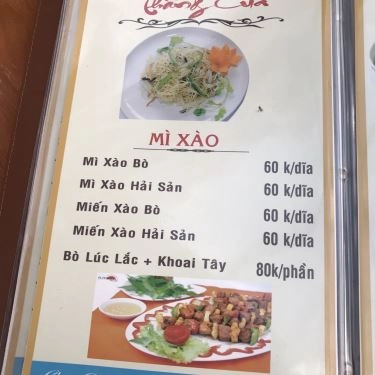 MÌ XÀO
Mì Xào Bò 60 k/dĩa
Mì Xào Hải Sản 60 k/dĩa
Miến Xào Bò 60 k/dĩa
Miến Xào Hải Sản 60 k/dĩa
Bò Lúc Lắc + Khoai Tây 80k/phần